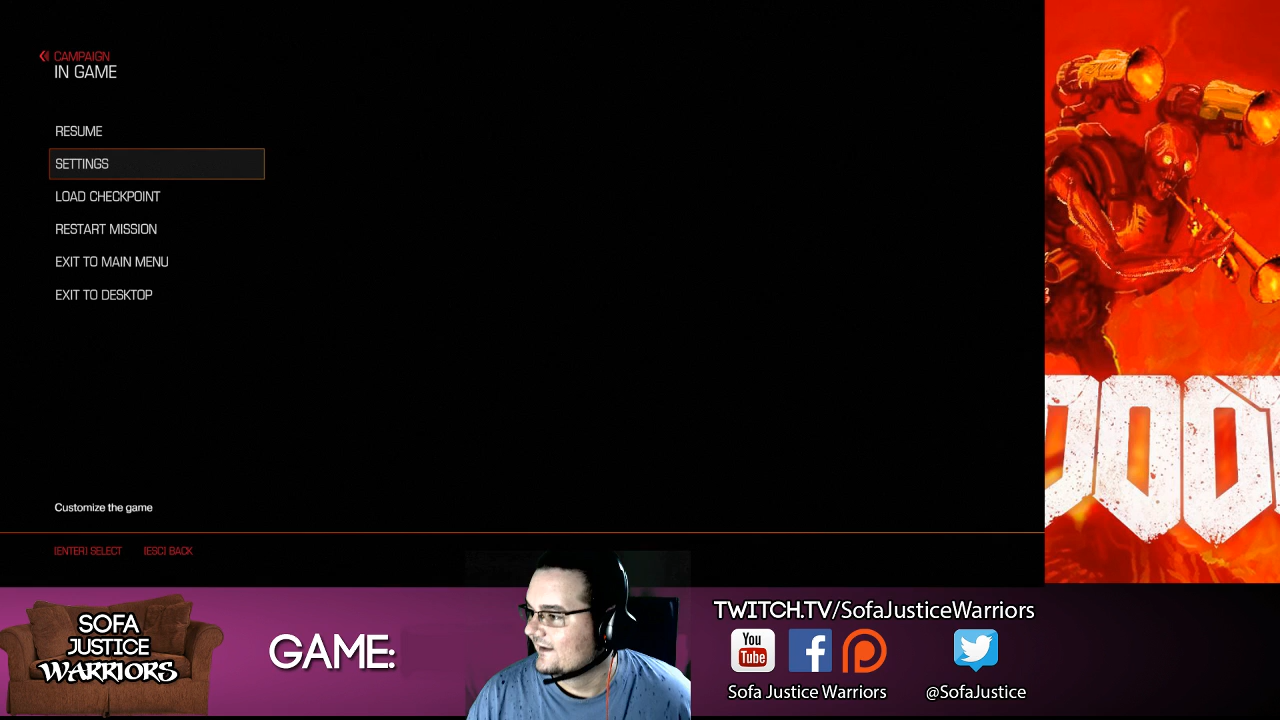 CAMPAIGN
IN GAME
RESUME
SETTINGS
LOAD CHECKPOINT
RESTART MISSION
EXIT TO MAIN MENU
EXIT TO DESKTOP
Customize the game
[ENTER] SELECT [ESC] BACK
DOOM
SOFA
JUSTICE
WARRIORS
GAME:
TWITCH.TV/SofaJusticeWarriors
You
Tube
Sofa Justice Warriors
@SofaJustice